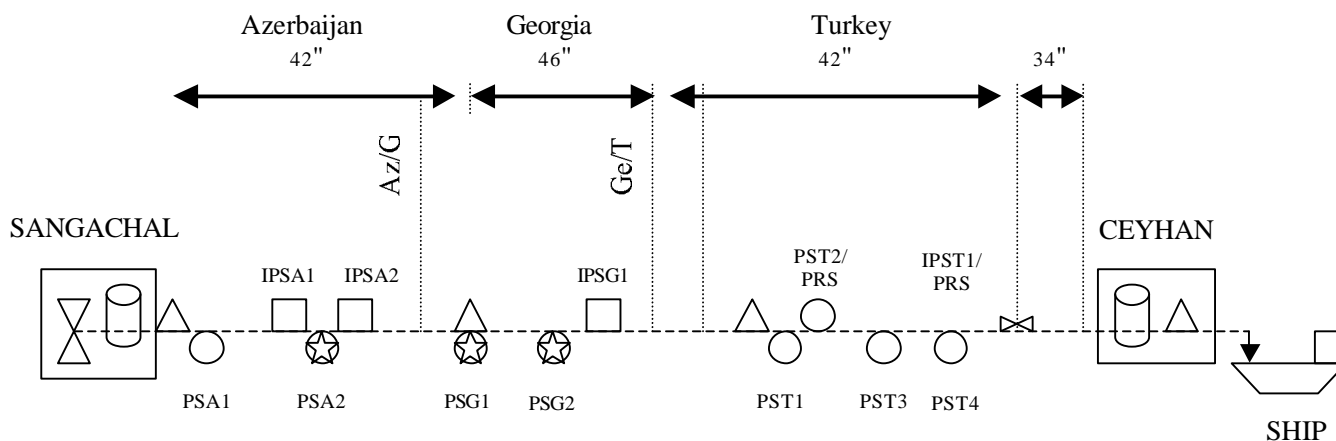 Azerbaijan Georgia Turkey
42" 46" 42" 34"
Az/G
Ge/T
SANGACHAL
CEYHAN
IPSA1 IPSA2 IPSG1 PST2/
PRS IPST1/
PRS
PSA1 PSA2 PSG1 PSG2 PST1 PST3 PST4
SHIP